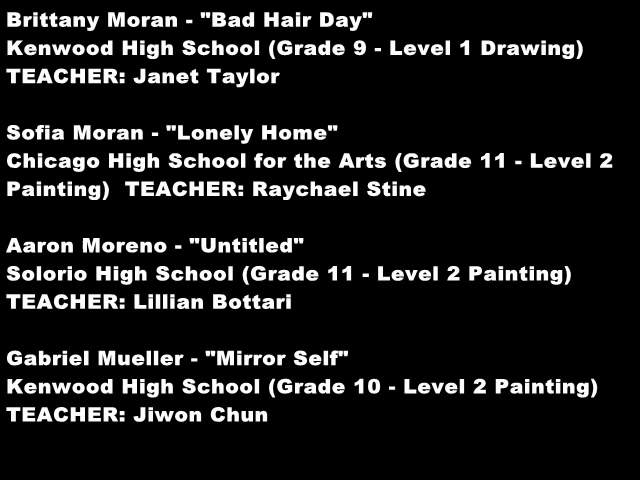 Brittany Moran - "Bad Hair Day"
Kenwood High School (Grade 9 - Level 1 Drawing)
TEACHER: Janet Taylor
Sofia Moran - "Lonely Home"
Chicago High School for the Arts (Grade 11 - Level 2
Painting)  TEACHER: Raychael Stine
Aaron Moreno - "Untitled"
Solorio High School (Grade 11 - Level 2 Painting)
TEACHER: Lillian Bottari
Gabriel Mueller - "Mirror Self"
Kenwood High School (Grade 10 - Level 2 Painting)
TEACHER: Jiwon Chun